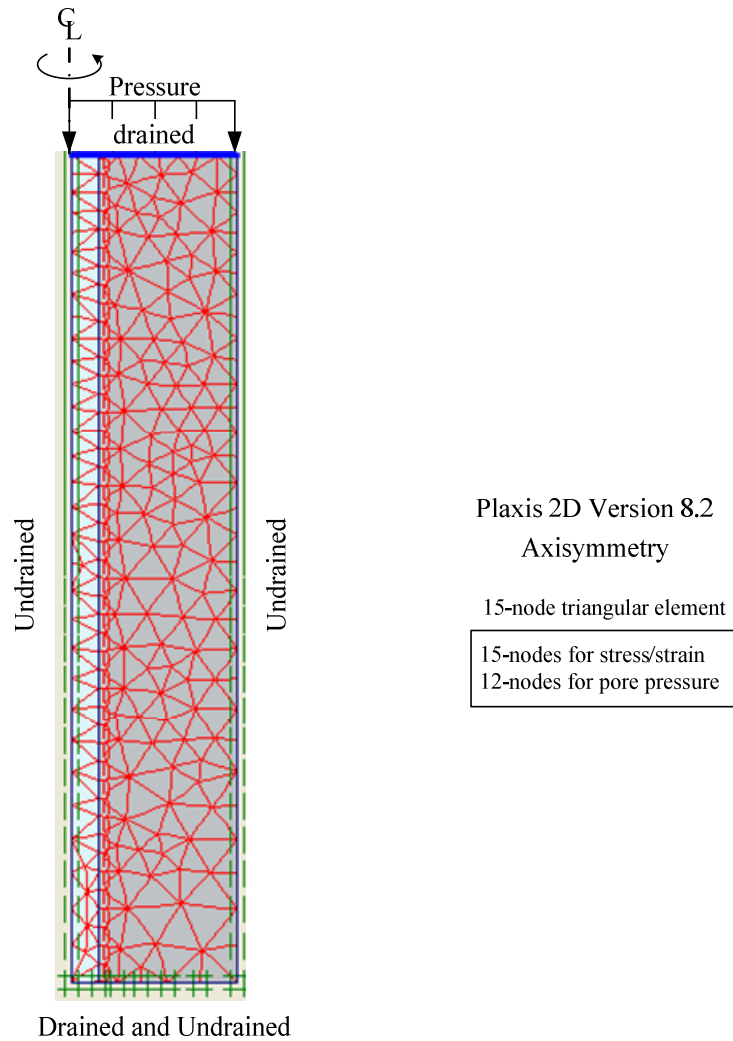 CL
Pressure
drained
Undrained
Undrained
Plaxis 2D Version 8.2
Axisymmetry
15-node triangular element
15-nodes for stress/strain
12-nodes for pore pressure
Drained and Undrained